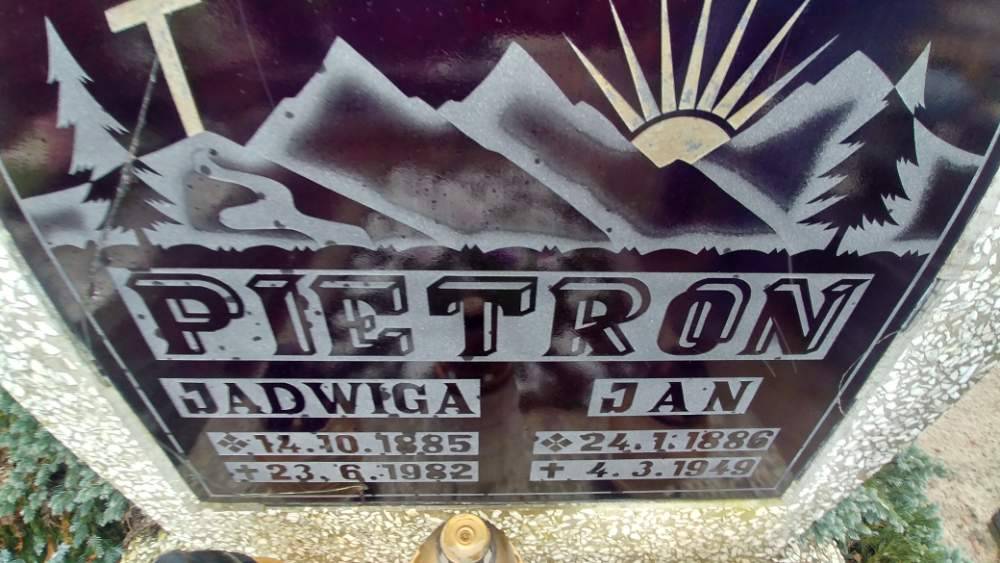 PIETRON
JADWIGA
14.10.1885
+ 23.6.1982
JAN
24.1.1886
+ 4.3.1949